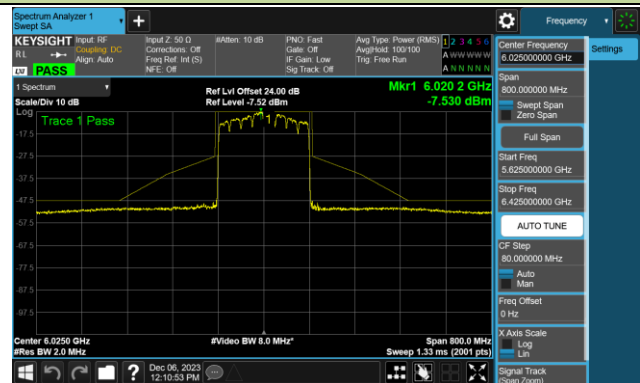 Spectrum Analyzer 1
Swept SA
Frequency
KEYSIGHT
RL
LXI
PASS
Input: RF
Coupling: DC
Align: Auto
Input Z: 50 Ω
Corrections: Off
Freq Ref: Int (S)
NFE: Off
#Atten: 10 dB
PNO: Fast
Gate: Off
IF Gain: Low
Sig Track: Off
Avg Type: Power (RMS)
Avg|Hold: 100/100
Trig: Free Run
1 2 3 4 5 6
A W W W W W
A N N N N N
1 Spectrum
Scale/Div 10 dB
Ref Lvl Offset 24.00 dB
Ref Level -7.52 dBm
Mkr1 6.020 2 GHz
-7.530 dBm
Log
Trace 1 Pass
-17.5
-27.5
-37.5
-47.5
-57.5
-67.5
-77.5
-87.5
-97.5
Center 6.0250 GHz
#Res BW 2.0 MHz
#Video BW 8.0 MHz*
Span 800.0 MHz
Sweep 1.33 ms (2001 pts)
Dec 06, 2023
12:10:53 PM
Center Frequency
6.025000000 GHz
Settings
Span
800.000000 MHz
Swept Span
Zero Span
Full Span
Start Freq
5.625000000 GHz
Stop Freq
6.425000000 GHz
AUTO TUNE
CF Step
80.000000 MHz
Auto
Man
Freq Offset
0 Hz
X Axis Scale
Log
Lin
Signal Track
(Span Zoom)